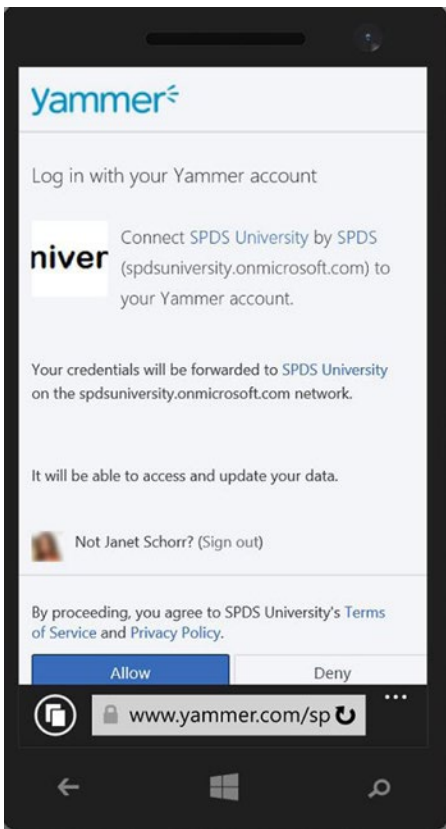 yammer
Log in with your Yammer account
niver
Connect SPDS University by SPDS
(spdsuniversity.onmicrosoft.com) to
your Yammer account.
Your credentials will be forwarded to SPDS University
on the spdsuniversity.onmicrosoft.com network.
It will be able to access and update your data.
Not Janet Schorr? (Sign out)
By proceeding, you agree to SPDS University's Terms
of Service and Privacy Policy.
Allow Deny
www.yammer.com/sp